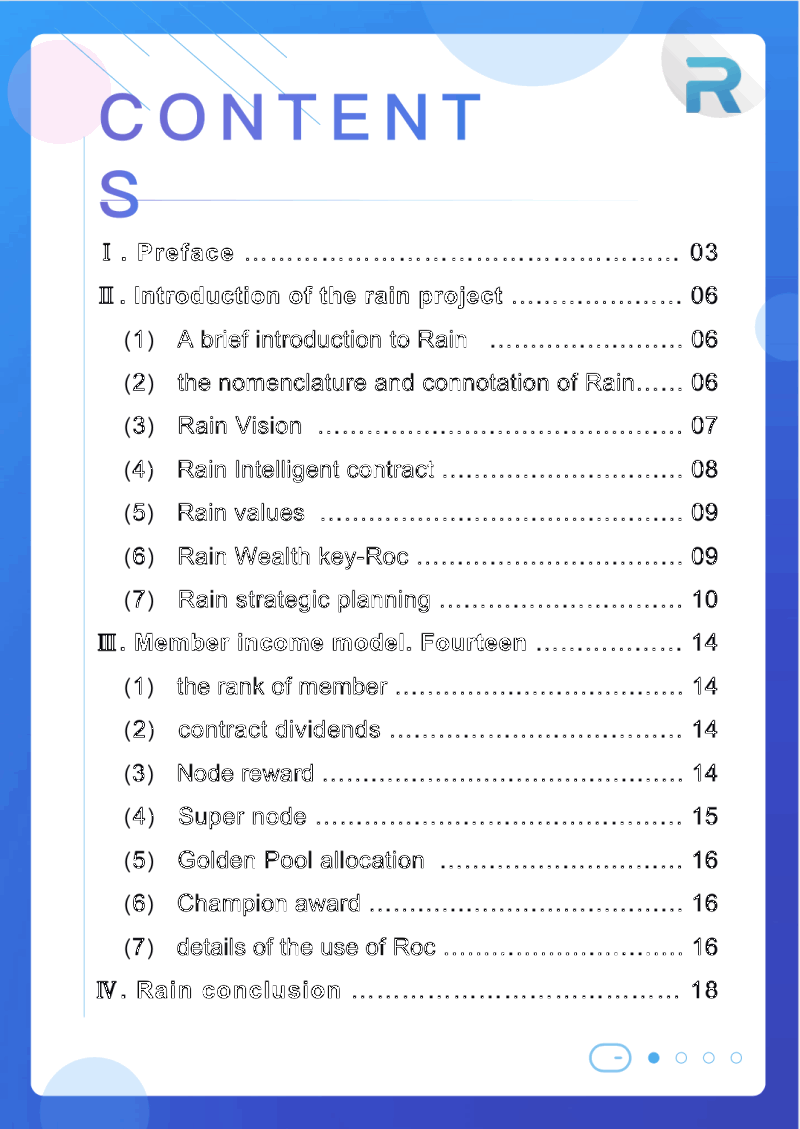 CONTENT
S
Ⅰ. Preface ........................................................ 03
Ⅱ. Introduction of the rain project ...................... 06
(1) A brief introduction to Rain ........................ 06
(2) the nomenclature and connotation of Rain...... 06
(3) Rain Vision .............................................. 07
(4) Rain Intelligent contract .............................. 08
(5) Rain values .............................................. 09
(6) Rain Wealth key-Roc .................................. 09
(7) Rain strategic planning ............................... 10
Ⅲ. Member income model. Fourteen ................... 14
(1) the rank of member .................................... 14
(2) contract dividends ..................................... 14
(3) Node reward ............................................. 14
(4) Super node .............................................. 15
(5) Golden Pool allocation ............................... 16
(6) Champion award ....................................... 16
(7) details of the use of Roc .............................. 16
Ⅳ. Rain conclusion .......................................... 18